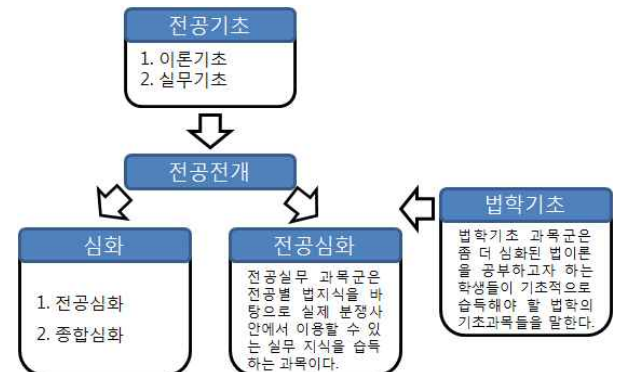 전공기초
1. 이론기초
2. 실무기초
전공전개
심화
1. 전공심화
2. 종합심화
전공심화
전공실무 과목군은
전공별 법지식을 바
탕으로 실제 분쟁사
안에서 이용할 수 있
는 실무 지식을 습득
하는 과목이다.
법학기초
법학기초 과목군은
좀 더 심화된 법이론
을 공부하고자 하는
학생들이 기초적으로
습득해야 할 법학의
기초과목들을 말한다.